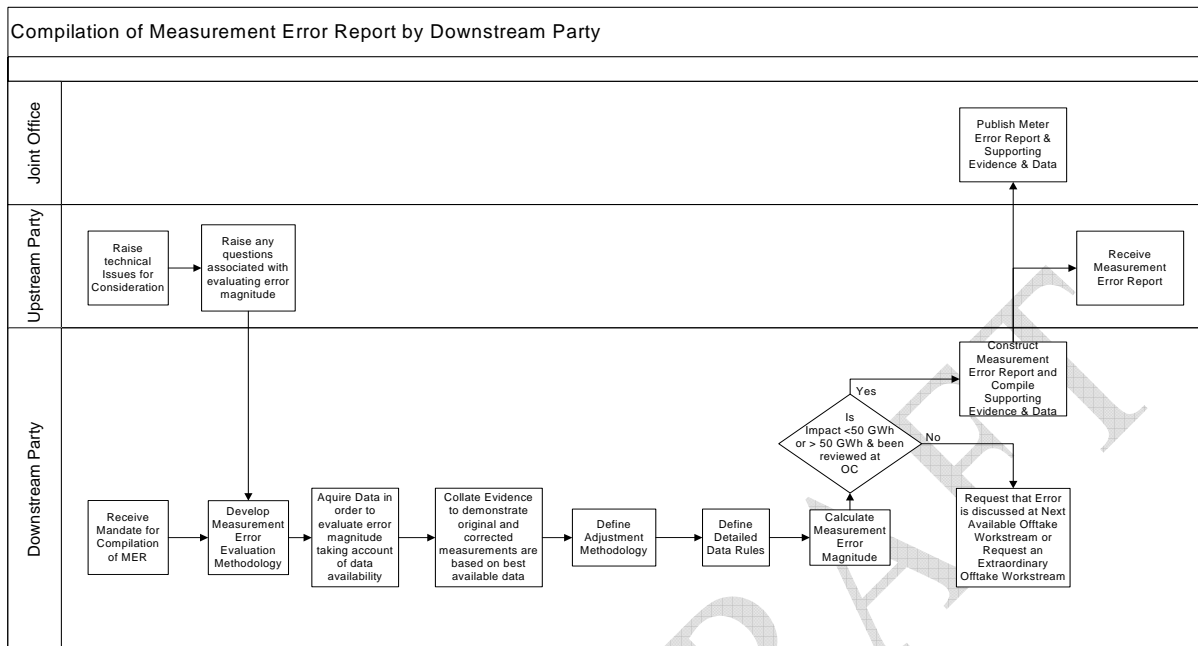 Compilation of Measurement Error Report by Downstream Party
Joint Office
Publish Meter
Error Report &
Supporting
Evidence & Data
Upstream Party
Raise
technical
Issues for
Consideration
Raise any
questions
associated with
evaluating error
magnitude
Receive
Measurement
Error Report
Downstream Party
Receive
Mandate for
Compilation
of MER
Develop
Measurement
Error
Evaluation
Methodology
Aquire Data in
order to
evaluate error
magnitude
taking account
of data
availability
Collate Evidence
to demonstrate
original and
corrected
measurements are
based on best
available data
Define
Adjustment
Methodology
Define
Detailed
Data Rules
Calculate
Measurement
Error
Magnitude
Is
Impact <50 GWh
or > 50 GWh & been
reviewed at
OC
Yes
No
Construct
Measurement
Error Report and
Compile
Supporting
Evidence & Data
Request that Error
is discussed at Next
Available Offtake
Workstream or
Request an
Extraordinary
Offtake Workstream
DRAFT